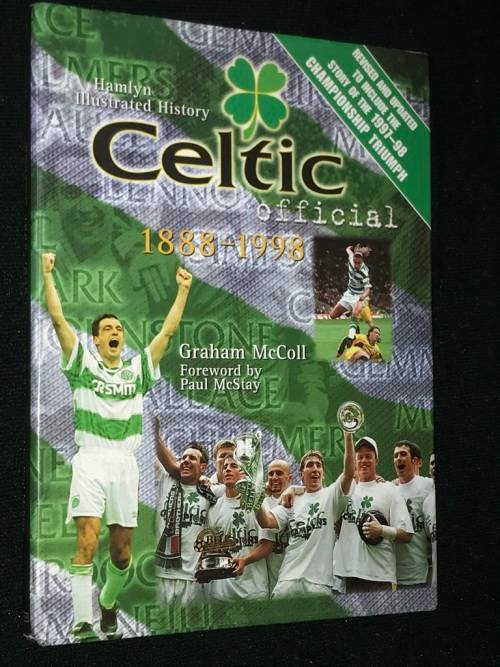 Hamlyn
Illustrated History
REVISED AND UPDATED
TO INCLUDE THE
STORY OF THE 1997–98
CHAMPIONSHIP TRIUMPH
Celtic
official
1888–1998
Graham McColl
Foreword by
Paul McStay